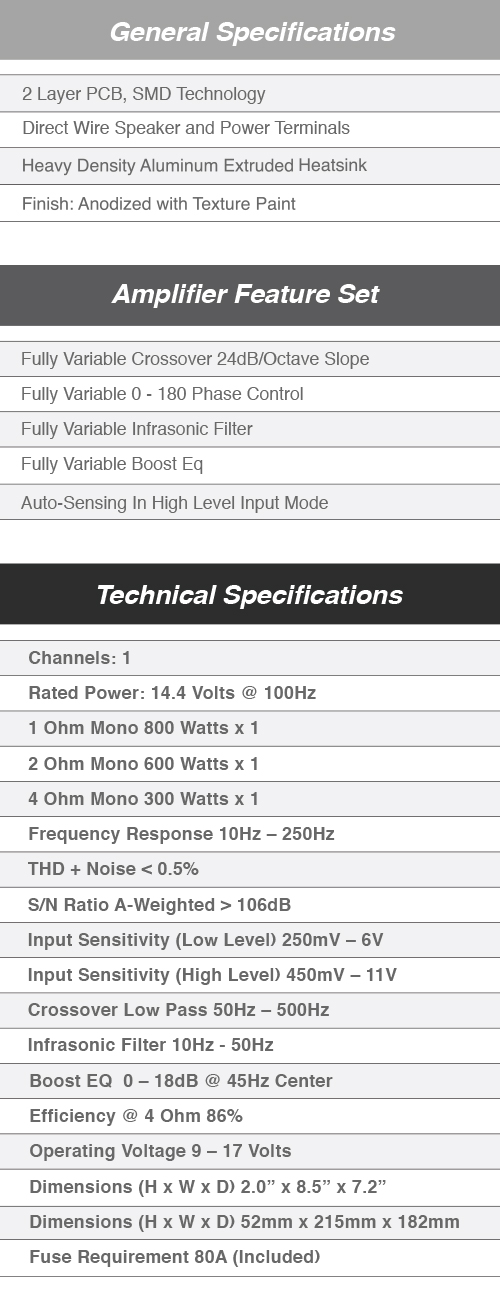 General Specifications
2 Layer PCB, SMD Technology
Direct Wire Speaker and Power Terminals
Heavy Density Aluminum Extruded Heatsink
Finish: Anodized with Texture Paint
Amplifier Feature Set
Fully Variable Crossover 24dB/Octave Slope
Fully Variable 0 - 180 Phase Control
Fully Variable Infrasonic Filter
Fully Variable Boost Eq
Auto-Sensing In High Level Input Mode
Technical Specifications
Channels: 1
Rated Power: 14.4 Volts @ 100Hz
1 Ohm Mono 800 Watts x 1
2 Ohm Mono 600 Watts x 1
4 Ohm Mono 300 Watts x 1
Frequency Response 10Hz – 250Hz
THD + Noise < 0.5%
S/N Ratio A-Weighted > 106dB
Input Sensitivity (Low Level) 250mV – 6V
Input Sensitivity (High Level) 450mV – 11V
Crossover Low Pass 50Hz – 500Hz
Infrasonic Filter 10Hz - 50Hz
Boost EQ  0 – 18dB @ 45Hz Center
Efficiency @ 4 Ohm 86%
Operating Voltage 9 – 17 Volts
Dimensions (H x W x D) 2.0” x 8.5” x 7.2”
Dimensions (H x W x D) 52mm x 215mm x 182mm
Fuse Requirement 80A (Included)